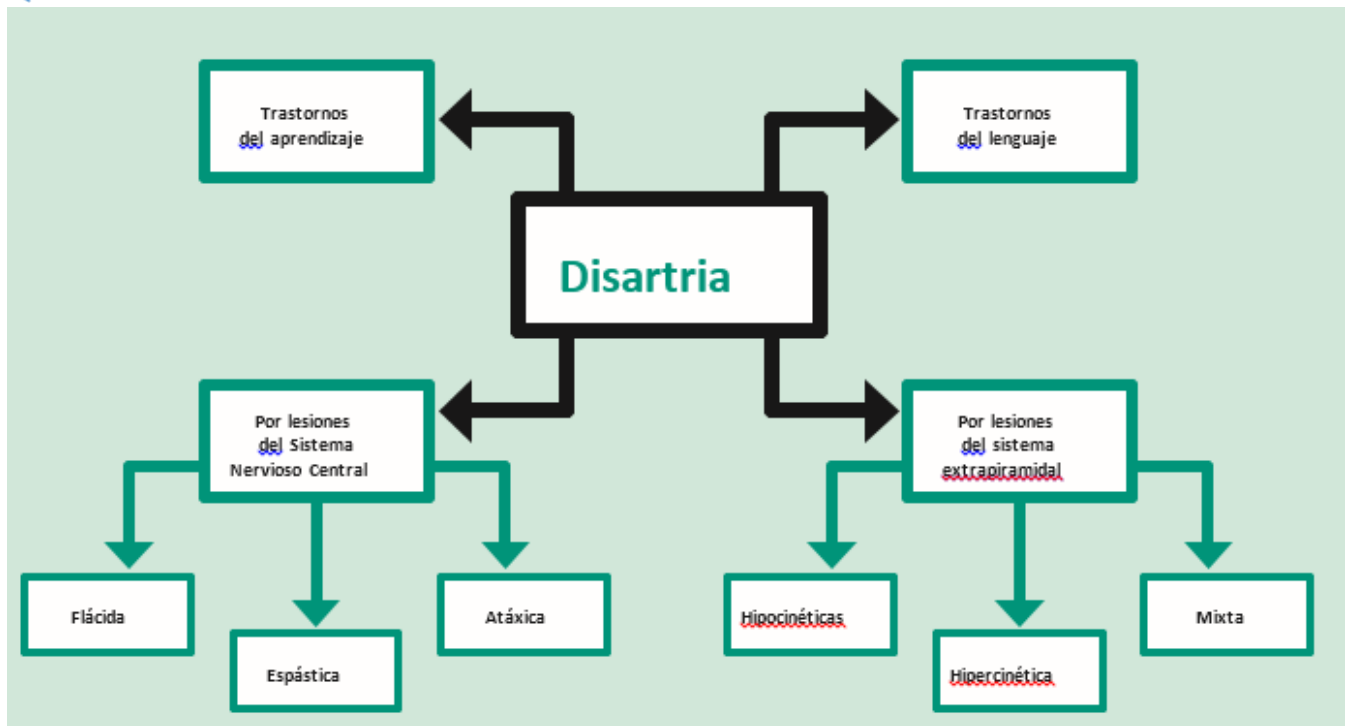 Trastornos
del aprendizaje
Trastornos
del lenguaje
Disartria
Por lesiones
del Sistema
Nervioso Central
Por lesiones
del sistema
extrapiramidal
Flácida
Espástica
Atáxica
Hipocinéticas
Hipercinética
Mixta